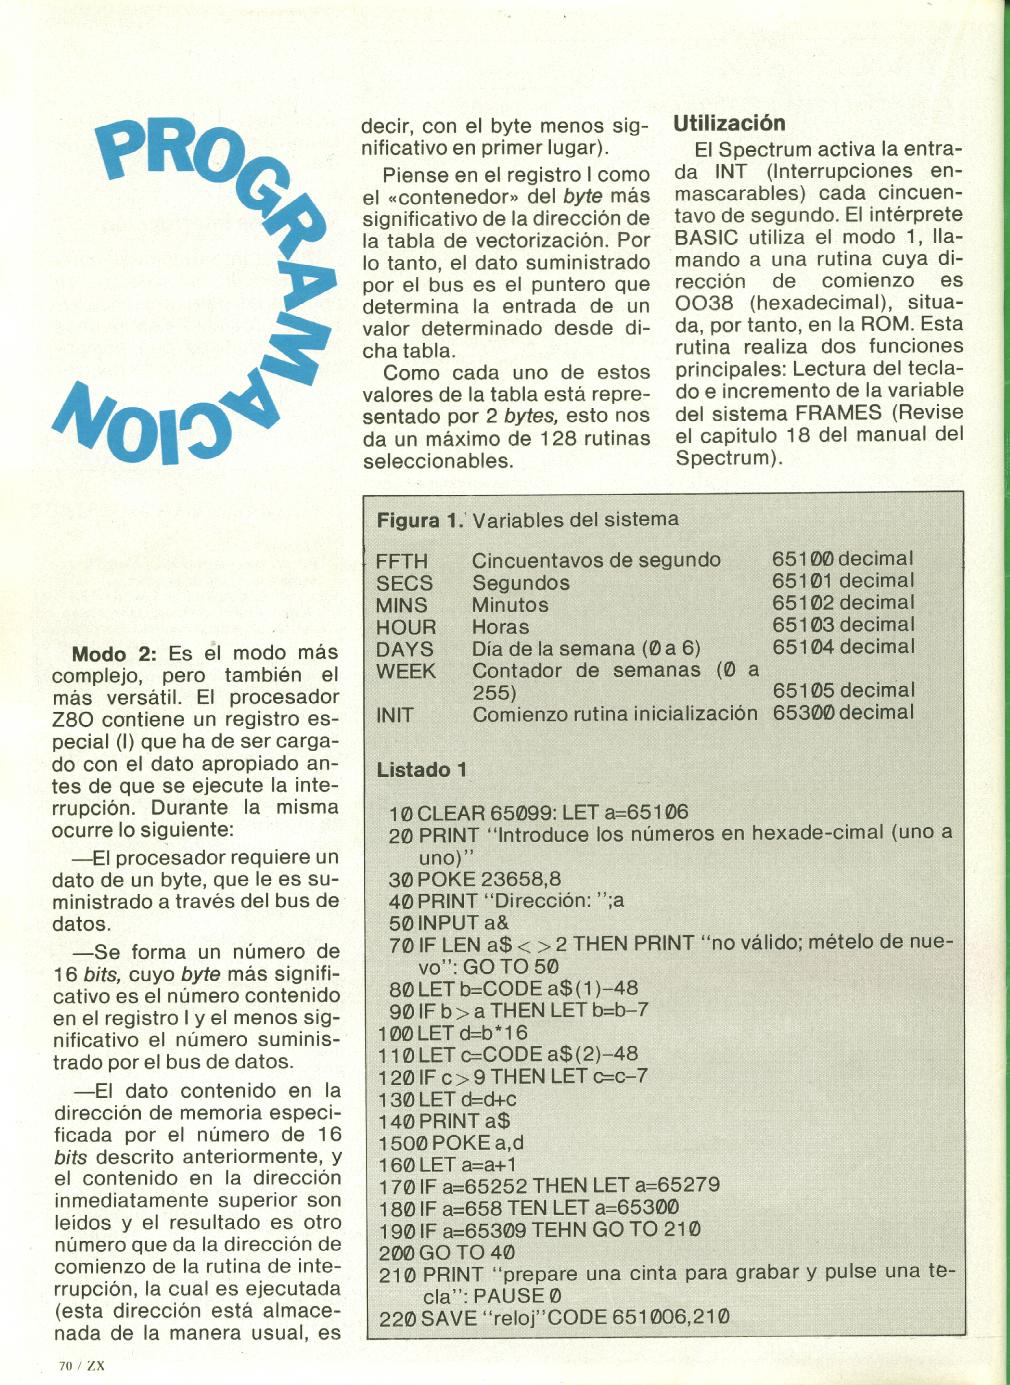 PROGRAMACION
Modo 2: Es el modo más
complejo, pero también el
más versátil. El procesador
Z8O contiene un registro es-
pecial (I) que ha de ser carga-
do con el dato apropiado an-
tes de que se ejecute la inte-
rrupción. Durante la misma
ocurre lo siguiente:
—El procesador requiere un
dato de un byte, que le es su-
ministrado a través del bus de
datos.
—Se forma un número de
16 bits, cuyo byte más signifi-
cativo es el número contenido
en el registro I y el menos sig-
nificativo el número suminis-
trado por el bus de datos.
—El dato contenido en la
dirección de memoria especi-
ficada por el número de 16
bits descrito anteriormente, y
el contenido en la dirección
inmediatamente superior son
leídos y el resultado es otro
número que da la dirección de
comienzo de la rutina de inte-
rrupción, la cual es ejecutada
(esta dirección está almace-
nada de la manera usual, es
decir, con el byte menos sig-
nificativo en primer lugar).
Piense en el registro I como
el «contenedor» del byte más
significativo de la dirección de
la tabla de vectorización. Por
lo tanto, el dato suministrado
por el bus es el puntero que
determina la entrada de un
valor determinado desde di-
cha tabla.
Como cada uno de estos
valores de la tabla está repre-
sentado por 2 bytes, esto nos
da un máximo de 128 rutinas
seleccionables.
Utilización
El Spectrum activa la entra-
da INT (Interrupciones en-
mascarables) cada cincuen-
tavo de segundo. El intérprete
BASIC utiliza el modo 1, lla-
mando a una rutina cuya di-
rección de comienzo es
OO38 (hexadecimal), situa-
da, por tanto, en la ROM. Esta
rutina realiza dos funciones
principales: Lectura del tecla-
do e incremento de la variable
del sistema FRAMES (Revise
el capitulo 18 del manual del
Spectrum).
Figura 1. Variables del sistema
FFTH Cincuentavos de segundo 65100 decimal
SECS Segundos 65101 decimal
MINS Minutos 65102 decimal
HOUR Horas 65103 decimal
DAYS Día de la semana (0 a 6) 65104 decimal
WEEK Contador de semanas (0 a
255) 65105 decimal
INIT Comienzo rutina inicialización 65300 decimal
Listado 1
10 CLEAR 65099: LET a=65106
20 PRINT "Introduce los números en hexade-cimal (uno a
uno)"
30 POKE 23658,8
40 PRINT "Dirección: ";a
50 INPUT a&
70 IF LEN a$ < > 2 THEN PRINT "no válido; mételo de nue-
vo": GO TO 50
80 LET b=CODE a$(1)–48
90 IF b > a THEN LET b=b–7
100 LET d=b*16
110 LET c=CODE a$(2)–48
120 IF c > 9 THEN LET c=c–7
130 LET d=d+c
140 PRINT a$
1500 POKE a,d
160 LET a=a+1
170 IF a=65252 THEN LET a=65279
180 IF a=658 TEN LET a=65300
190 IF a=65309 TEHN GO TO 210
200 GO TO 40
210 PRINT "prepare una cinta para grabar y pulse una te-
cla": PAUSE 0
220 SAVE "reloj" CODE 651006,210
70 / ZX